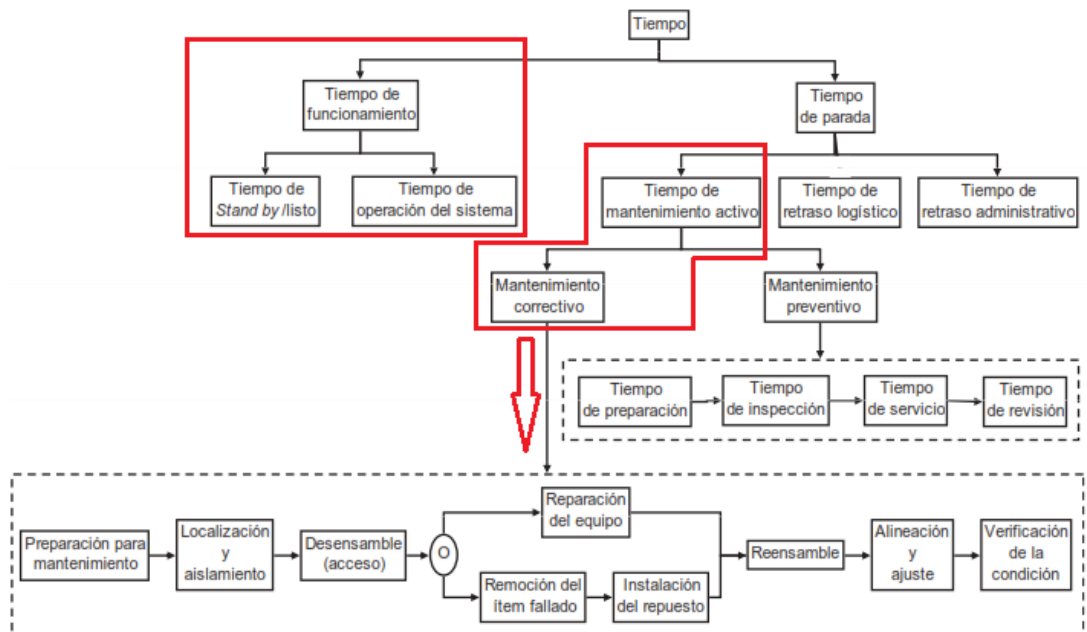 Tiempo
Tiempo de
funcionamiento
Tiempo
de parada
Tiempo de
Stand by /listo
Tiempo de
operación del sistema
Tiempo de
mantenimiento activo
Tiempo de
retraso logístico
Tiempo de
retraso administrativo
Mantenimiento
correctivo
Mantenimiento
preventivo
Tiempo
de preparación
Tiempo
de inspección
Tiempo
de servicio
Tiempo
de revisión
Preparación para
mantenimiento
Localización
y
aislamiento
Desensamble
(acceso)
O
Reparación
del equipo
Remoción del
ítem fallado
Instalación
del repuesto
Reensamble
Alineación
y
ajuste
Verificación
de la
condición